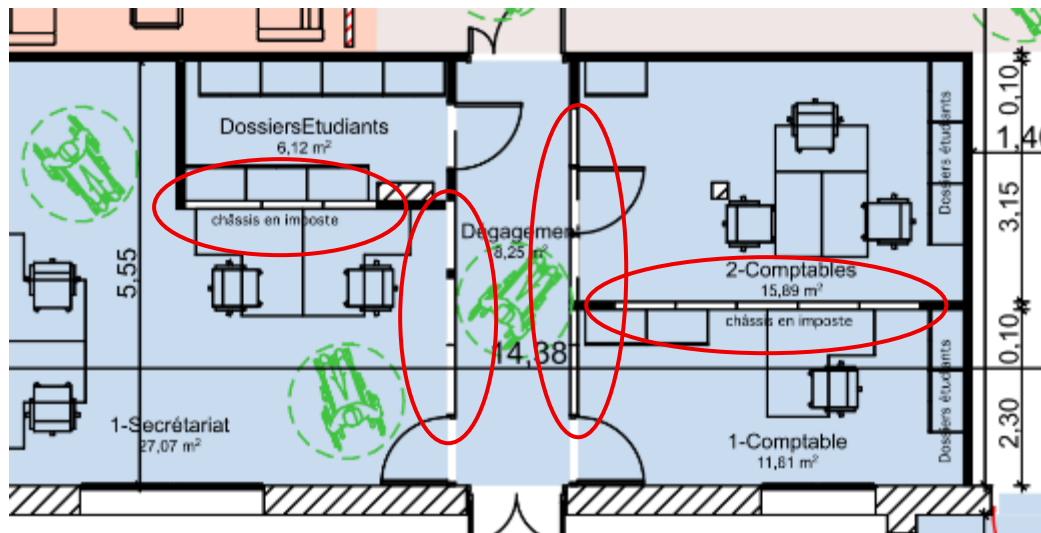 DossiersEtudiants
6,12 m²
châssis en imposte
5,55
Dégagement
8,25 m²
14,38
1-Secrétariat
27,07 m²
2-Comptables
15,89 m²
châssis en imposte
1-Comptable
11,61 m²
Dossiers étudiants
Dossiers étudiants
0,10
1,40
3,15
0,10
2,30